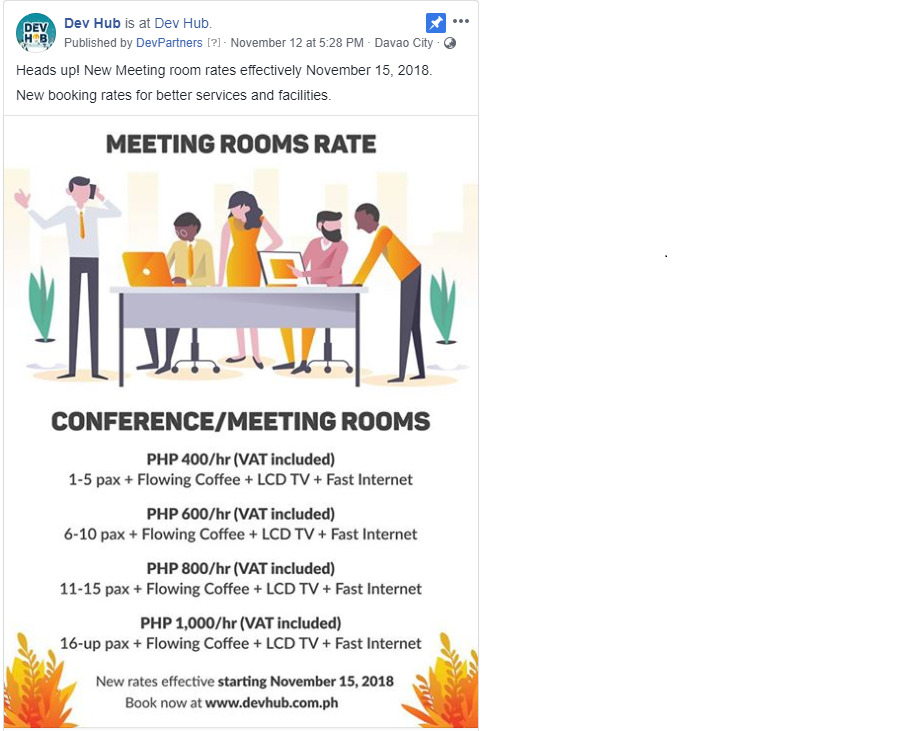 DEV
HUB
Dev Hub is at Dev Hub.
Published by DevPartners [?] · November 12 at 5:28 PM · Davao City ·
Heads up! New Meeting room rates effectively November 15, 2018.
New booking rates for better services and facilities.
MEETING ROOMS RATE
CONFERENCE/MEETING ROOMS
PHP 400/hr (VAT included)
1-5 pax + Flowing Coffee + LCD TV + Fast Internet
PHP 600/hr (VAT included)
6-10 pax + Flowing Coffee + LCD TV + Fast Internet
PHP 800/hr (VAT included)
11-15 pax + Flowing Coffee + LCD TV + Fast Internet
PHP 1,000/hr (VAT included)
16-up pax + Flowing Coffee + LCD TV + Fast Internet
New rates effective starting November 15, 2018
Book now at www.devhub.com.ph
.